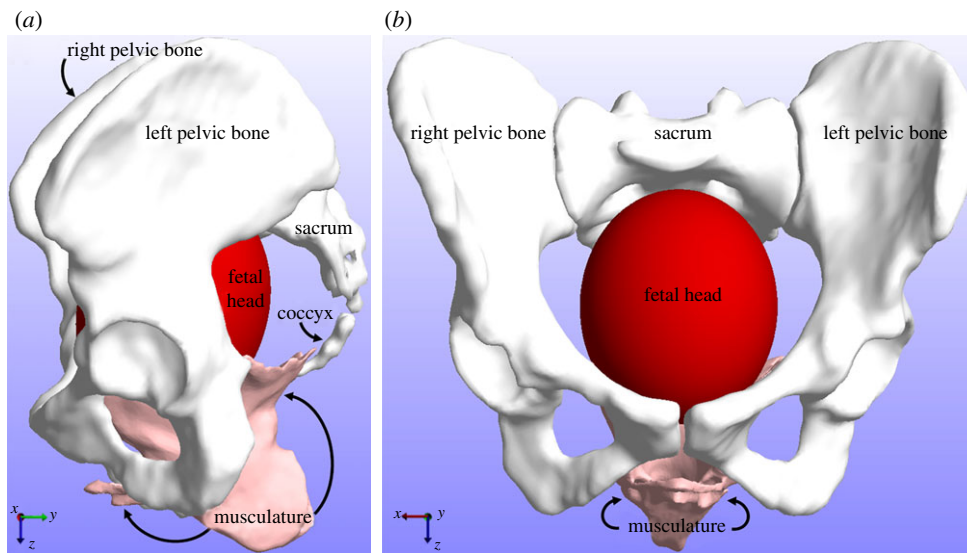 (a)
right pelvic bone
left pelvic bone
sacrum
fetal
head
coccyx
musculature
x
y
z
(b)
right pelvic bone
sacrum
left pelvic bone
fetal head
musculature
x
y
z